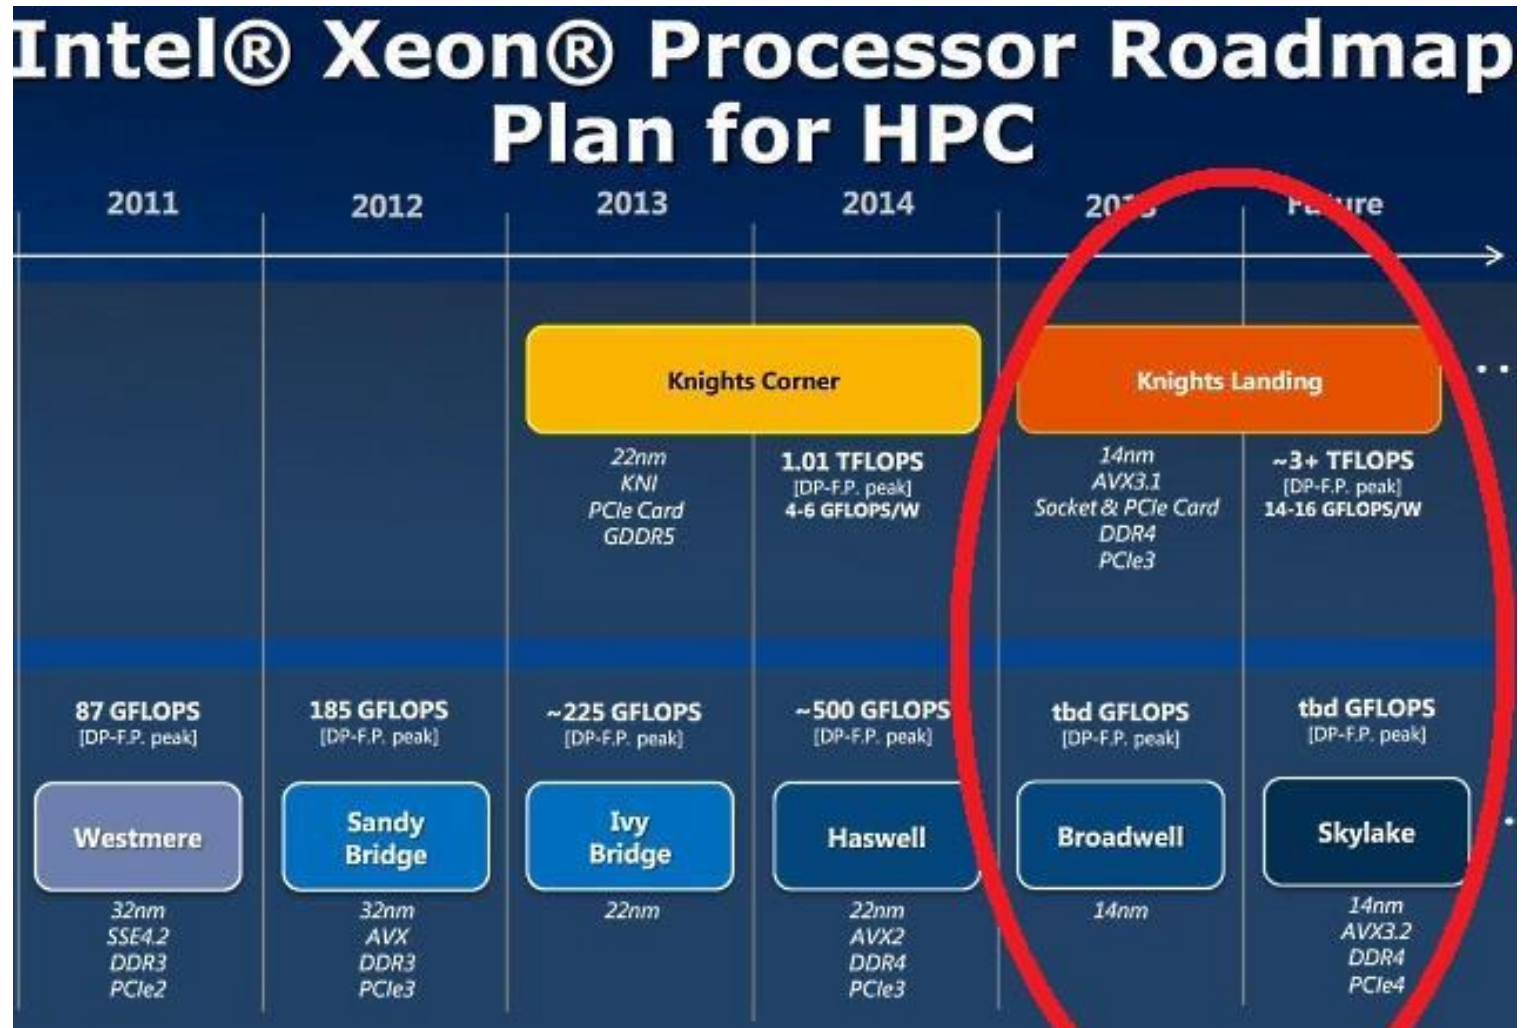 Intel® Xeon® Processor Roadmap
Plan for HPC
2011 2012 2013 2014 2015 Future
Knights Corner
Knights Landing
22nm
KNI
PCIe Card
GDDR5
1.01 TFLOPS
[DP-F.P. peak]
4-6 GFLOPS/W
14nm
AVX3.1
Socket & PCIe Card
DDR4
PCIe3
~3+ TFLOPS
[DP-F.P. peak]
14-16 GFLOPS/W
87 GFLOPS
[DP-F.P. peak]
Westmere
32nm
SSE4.2
DDR3
PCIe2
185 GFLOPS
[DP-F.P. peak]
Sandy
Bridge
32nm
AVX
DDR3
PCIe3
~225 GFLOPS
[DP-F.P. peak]
Ivy
Bridge
22nm
~500 GFLOPS
[DP-F.P. peak]
Haswell
22nm
AVX2
DDR4
PCIe3
tbd GFLOPS
[DP-F.P. peak]
Broadwell
14nm
tbd GFLOPS
[DP-F.P. peak]
Skylake
14nm
AVX3.2
DDR4
PCIe4